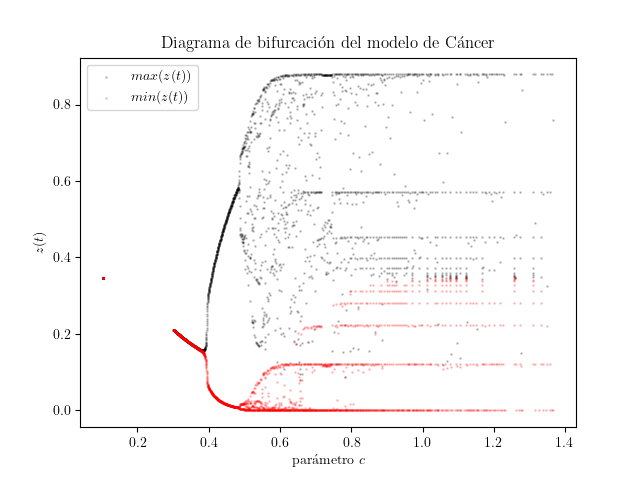 Diagrama de bifurcación del modelo de Cáncer
max(z(t))
min(z(t))
0.8
0.6
0.4
0.2
0.0
z(t)
0.2 0.4 0.6 0.8 1.0 1.2 1.4
parámetro c